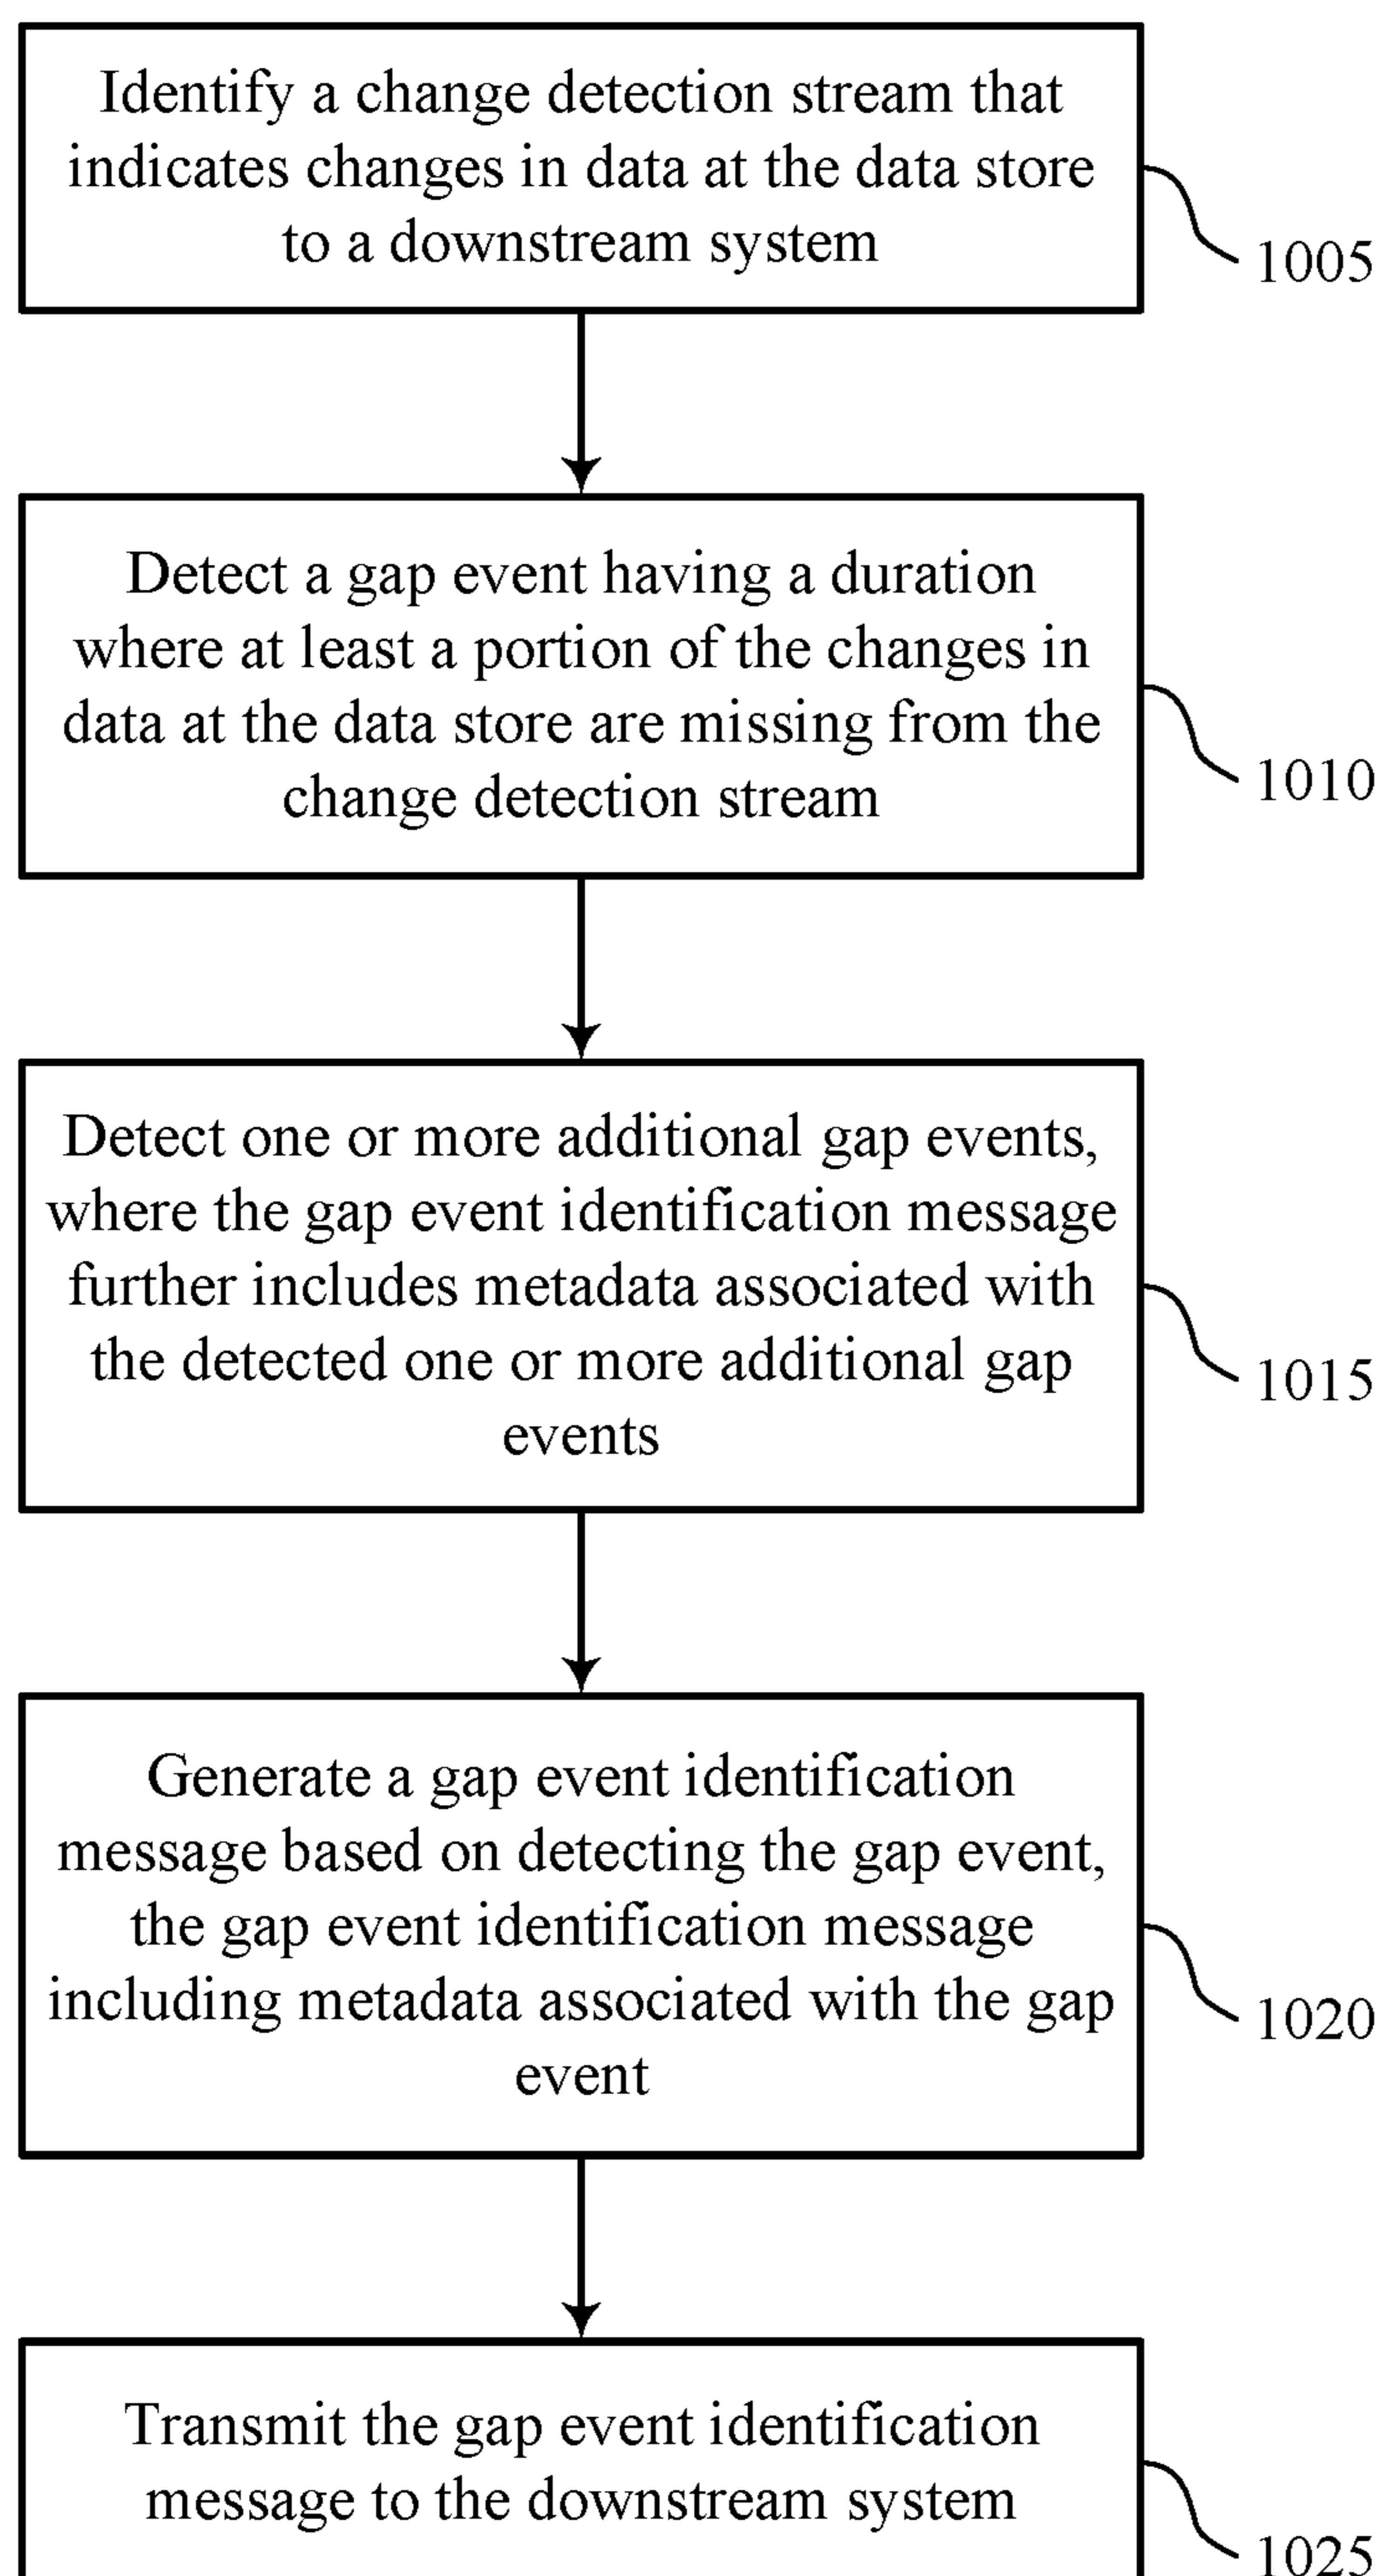 Identify a change detection stream that
indicates changes in data at the data store
to a downstream system
1005
Detect a gap event having a duration
where at least a portion of the changes in
data at the data store are missing from the
change detection stream
1010
Detect one or more additional gap events,
where the gap event identification message
further includes metadata associated with
the detected one or more additional gap
events
1015
Generate a gap event identification
message based on detecting the gap event,
the gap event identification message
including metadata associated with the gap
event
1020
Transmit the gap event identification
message to the downstream system
1025